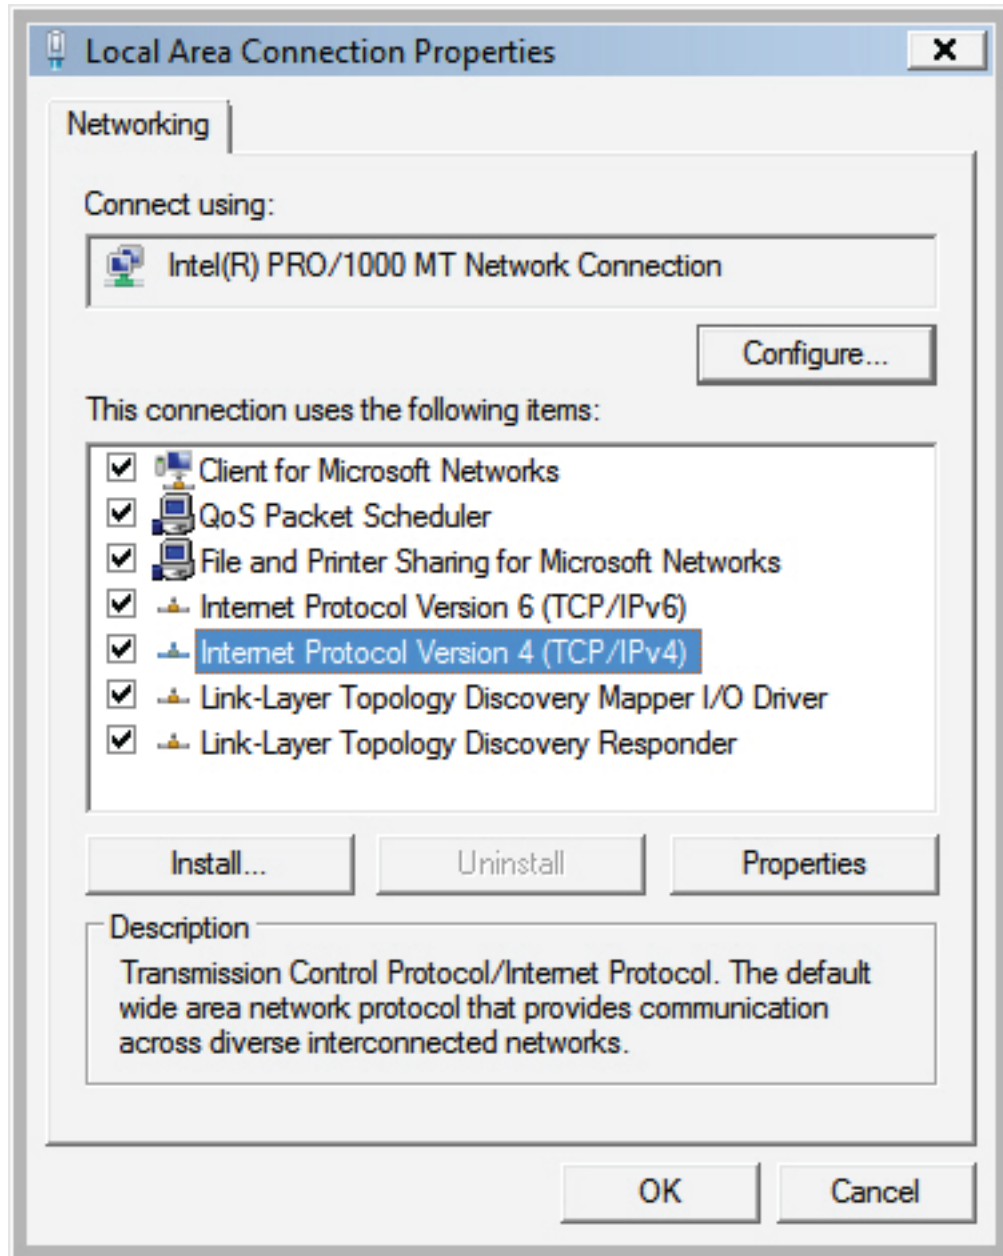 Local Area Connection Properties
Networking
Connect using:
Intel(R) PRO/1000 MT Network Connection
Configure...
This connection uses the following items:
Client for Microsoft Networks
QoS Packet Scheduler
File and Printer Sharing for Microsoft Networks
Internet Protocol Version 6 (TCP/IPv6)
Internet Protocol Version 4 (TCP/IPv4)
Link-Layer Topology Discovery Mapper I/O Driver
Link-Layer Topology Discovery Responder
Install...
Uninstall
Properties
Description
Transmission Control Protocol/Internet Protocol. The default
wide area network protocol that provides communication
across diverse interconnected networks.
OK
Cancel